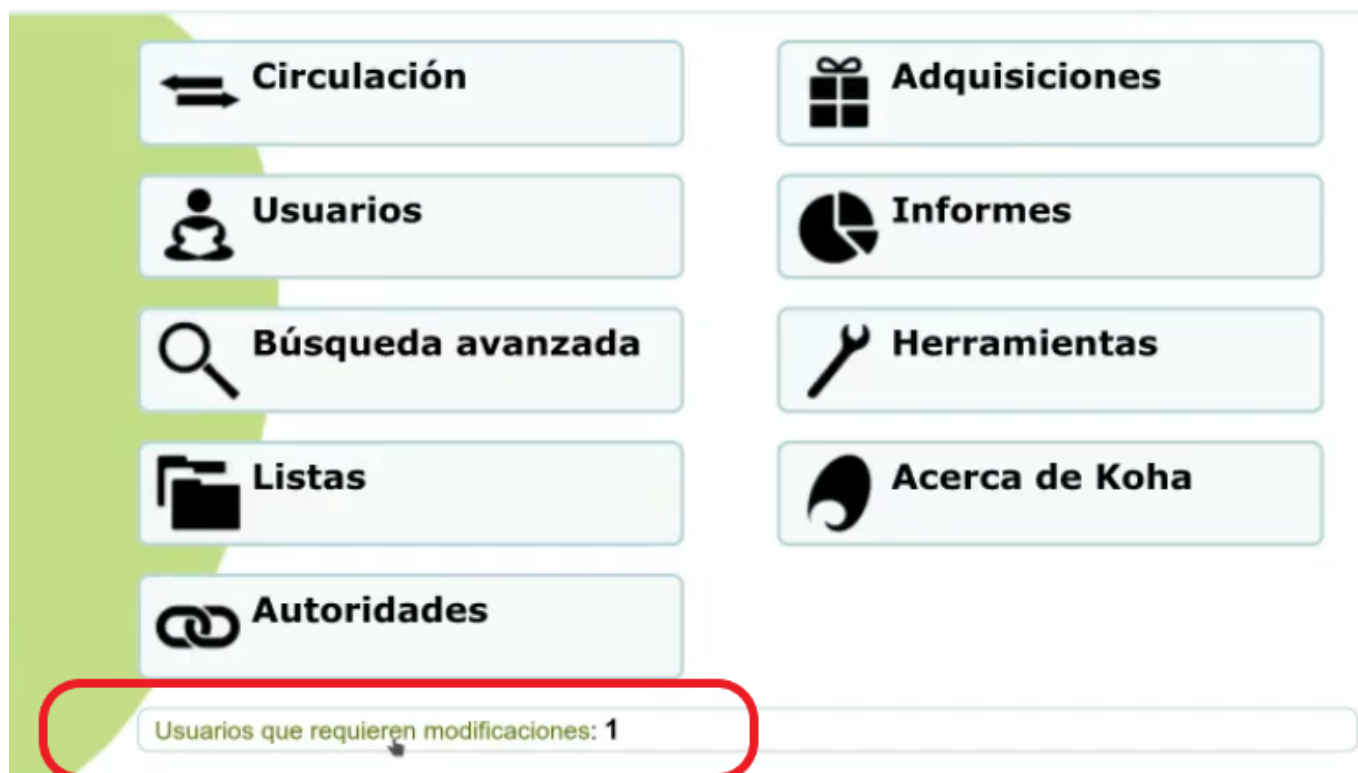 Circulación
Adquisiciones
Usuarios
Informes
Búsqueda avanzada
Herramientas
Listas
Acerca de Koha
Autoridades
Usuarios que requieren modificaciones: 1